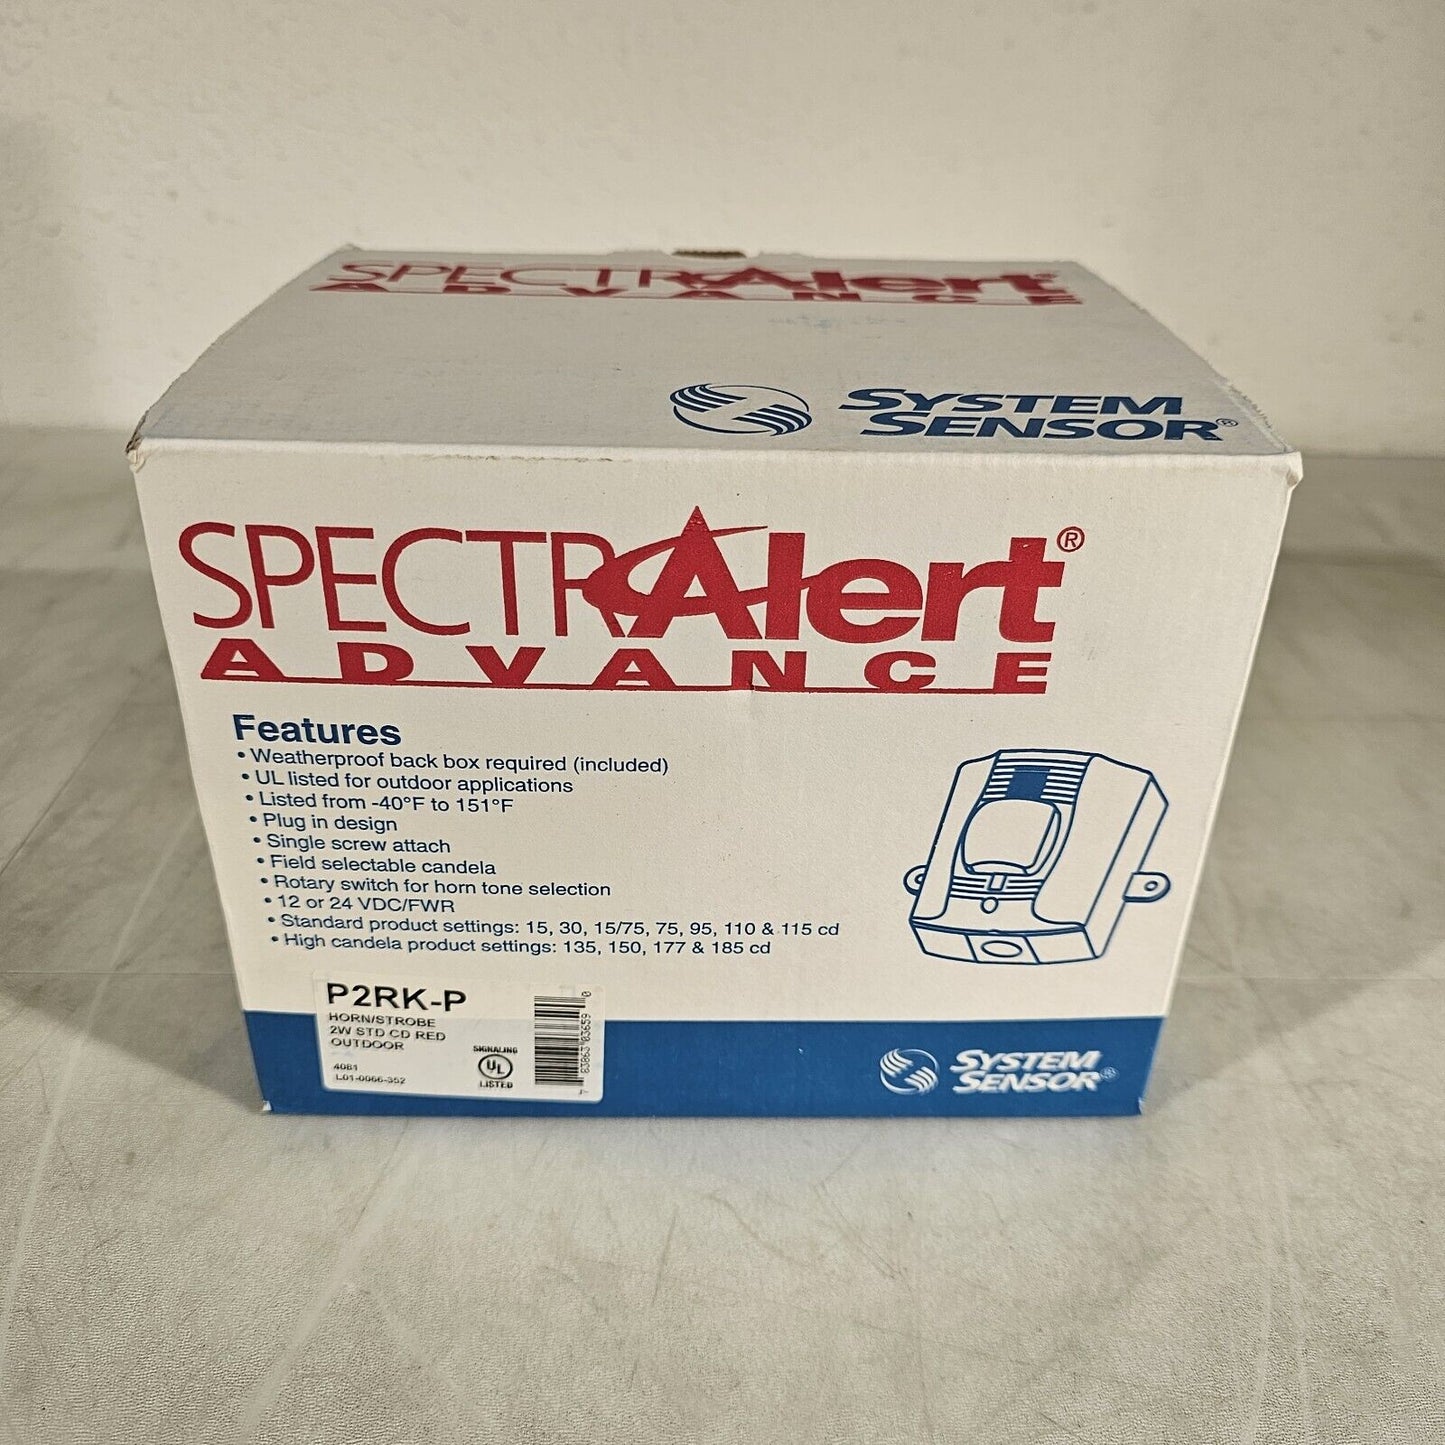 SPECTRAlert®
ADVANCE
SYSTEM
SENSOR®
SPECTRAlert®
ADVANCE
Features
• Weatherproof back box required (included)
• UL listed for outdoor applications
• Listed from -40°F to 151°F
• Plug in design
• Single screw attach
• Field selectable candela
• Rotary switch for horn tone selection
• 12 or 24 VDC/FWR
• Standard product settings: 15, 30, 15/75, 75, 95, 110 & 115 cd
• High candela product settings: 135, 150, 177 & 185 cd
P2RK-P
HORN/STROBE
2W STD CD RED
OUTDOOR
4081
L01-0066-352
SIGNALING
UL
LISTED
7 83863 83659 0
SYSTEM
SENSOR®